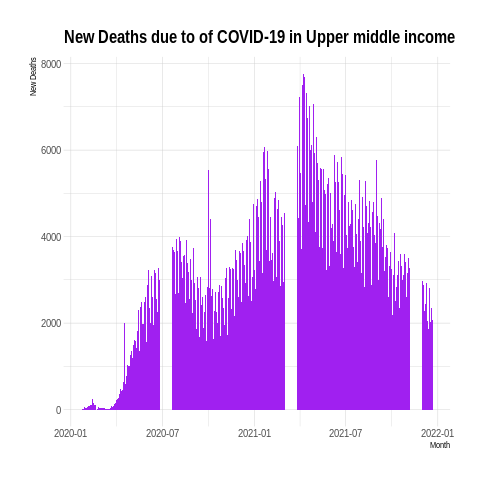 New Deaths due to of COVID-19 in Upper middle income
New Deaths
8000
6000
4000
2000
0
2020-01 2020-07 2021-01 2021-07 2022-01
Month